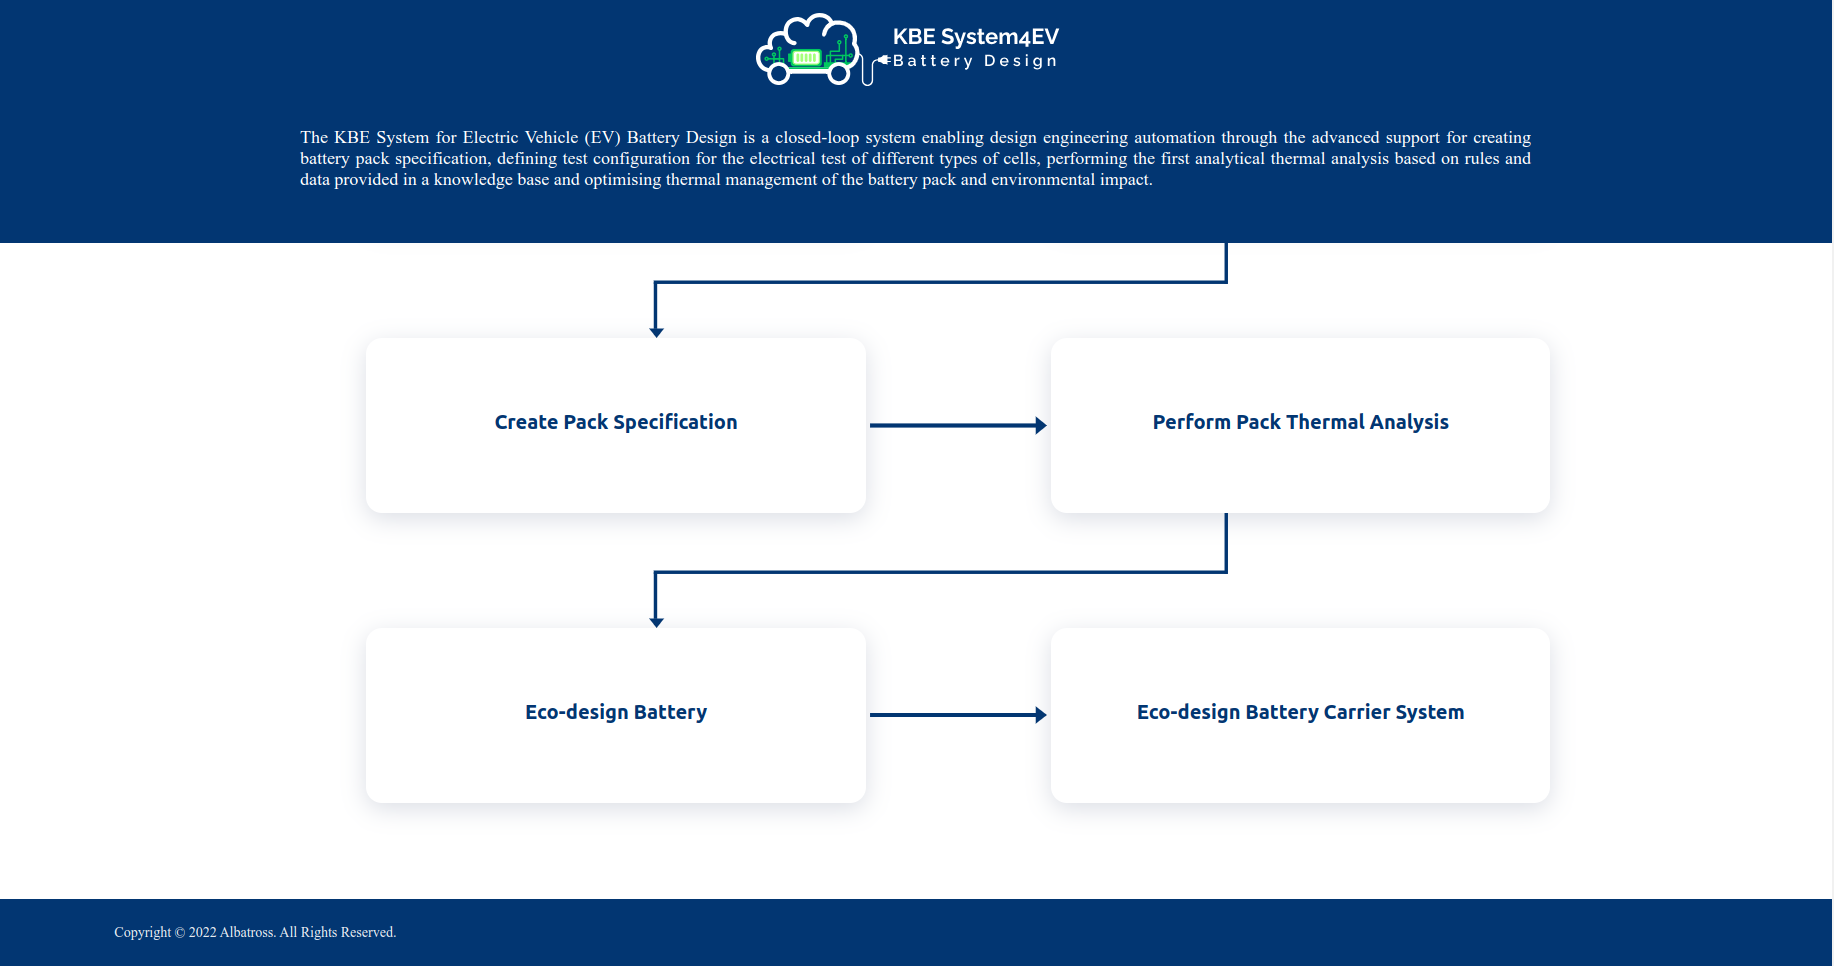 KBE System4EV
Battery Design
The KBE System for Electric Vehicle (EV) Battery Design is a closed-loop system enabling design engineering automation through the advanced support for creating
battery pack specification, defining test configuration for the electrical test of different types of cells, performing the first analytical thermal analysis based on rules and
data provided in a knowledge base and optimising thermal management of the battery pack and environmental impact.
Create Pack Specification
Perform Pack Thermal Analysis
Eco-design Battery
Eco-design Battery Carrier System
Copyright © 2022 Albatross. All Rights Reserved.